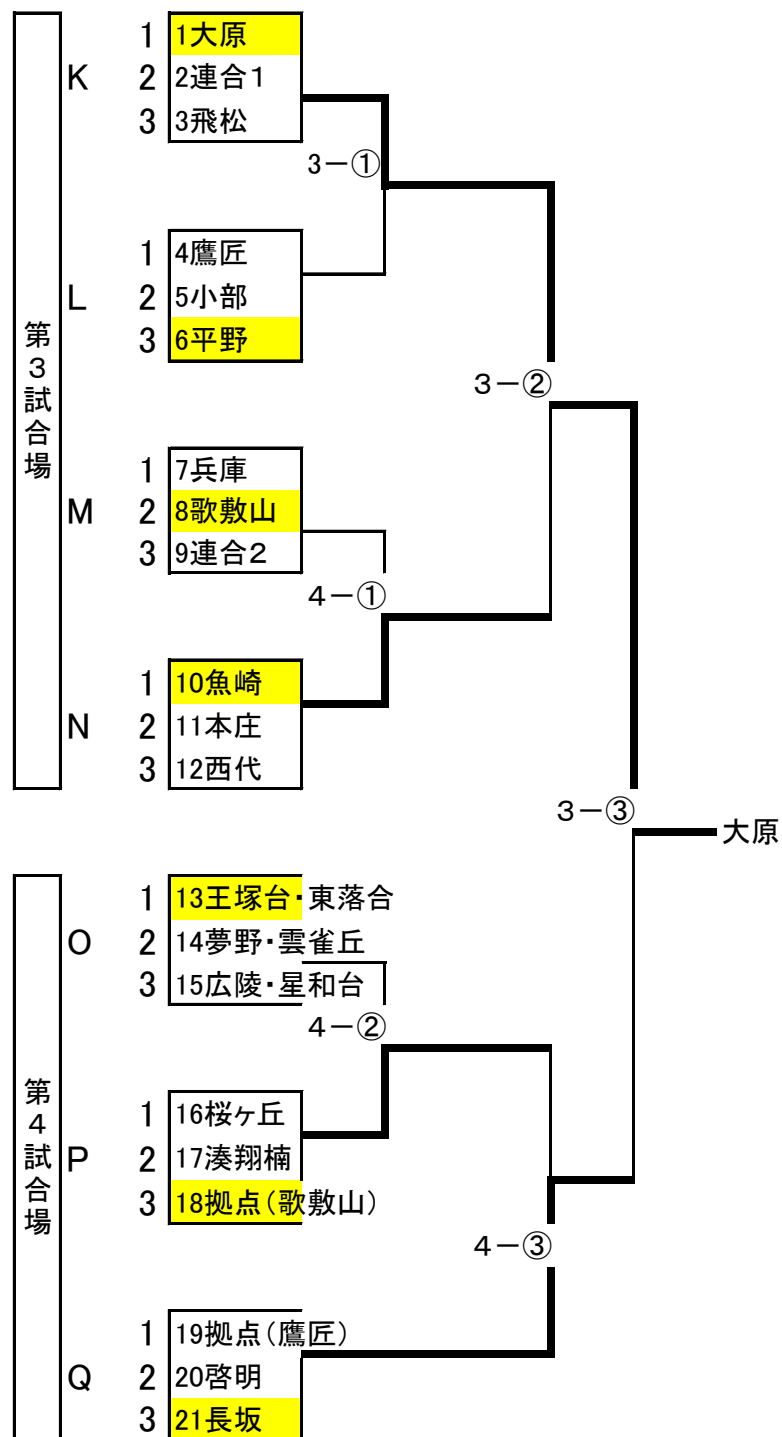 第3試合場
K
1 1大原
2 2連合1
3 3飛松
3－①
L
1 4鷹匠
2 5小部
3 6平野
3－②
M
1 7兵庫
2 8歌敷山
3 9連合2
4－①
N
1 10魚崎
2 11本庄
3 12西代
3－③
大原
第4試合場
O
1 13王塚台・東落合
2 14夢野・雲雀丘
3 15広陵・星和台
4－②
P
1 16桜ヶ丘
2 17湊翔楠
3 18拠点(歌敷山)
4－③
Q
1 19拠点(鷹匠)
2 20啓明
3 21長坂